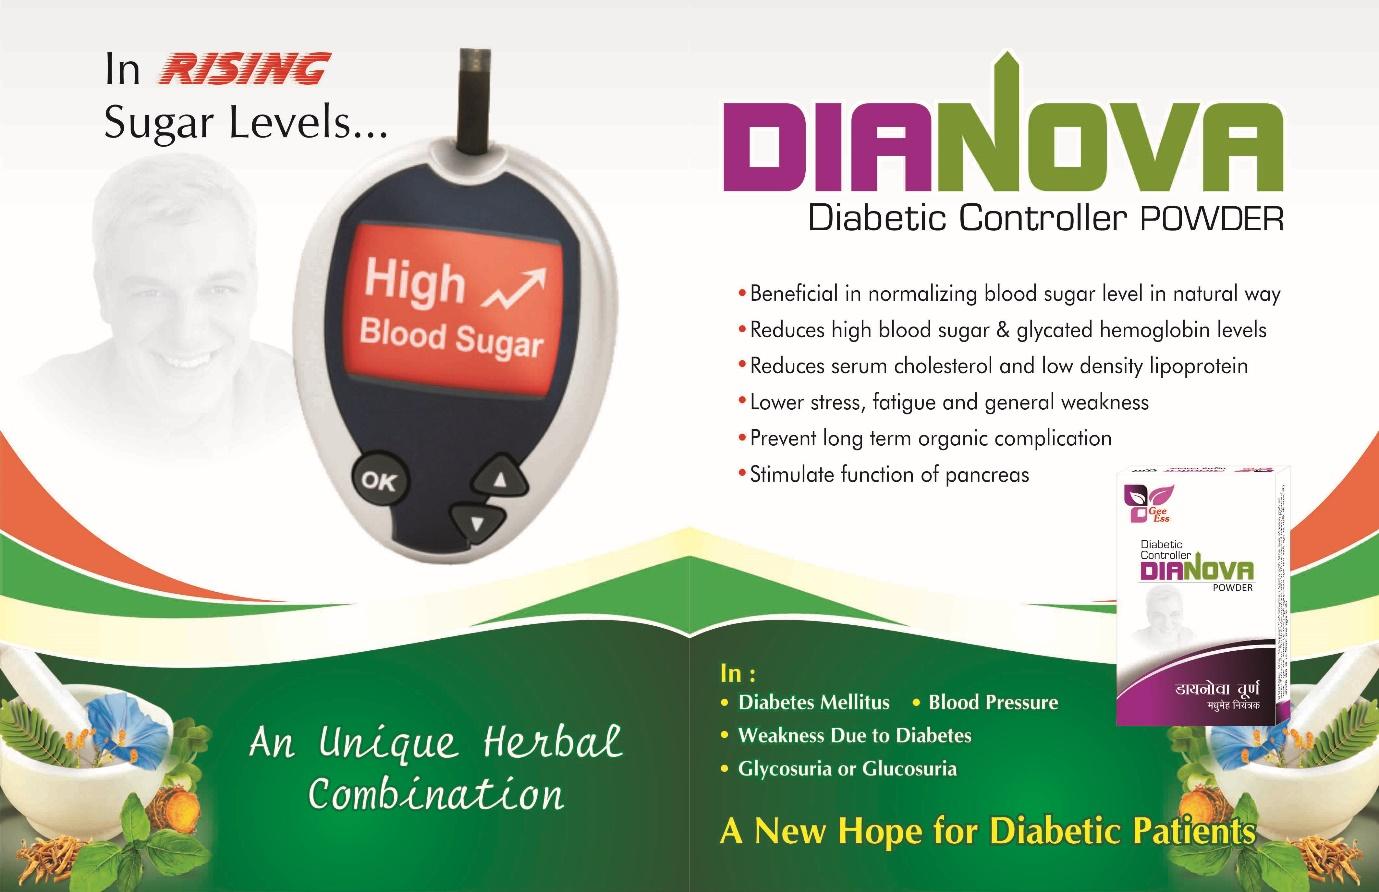 In RISING
Sugar Levels...
High
Blood Sugar
OK
An Unique Herbal
Combination
DIANOVA
Diabetic Controller POWDER
•Beneficial in normalizing blood sugar level in natural way
•Reduces high blood sugar & glycated hemoglobin levels
•Reduces serum cholesterol and low density lipoprotein
•Lower stress, fatigue and general weakness
•Prevent long term organic complication
•Stimulate function of pancreas
Gee
Ess
Diabetic
Controller
DIANOVA
POWDER
डायनोवा चूर्ण
मधुमेह नियंत्रक
In :
• Diabetes Mellitus • Blood Pressure
• Weakness Due to Diabetes
• Glycosuria or Glucosuria
A New Hope for Diabetic Patients